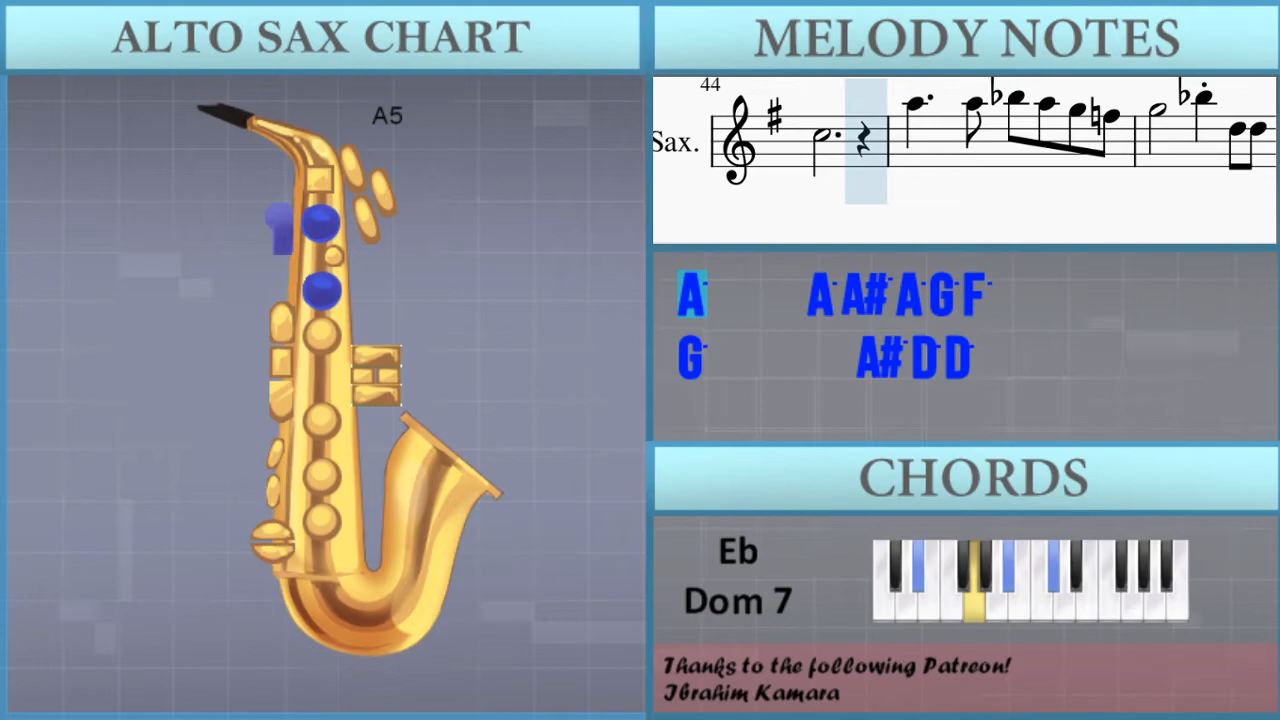 ALTO SAX CHART
A5
MELODY NOTES
44
Sax.
A A A# A G F
G A# D D
CHORDS
Eb
Dom 7
Thanks to the following Patreon!
Ibrahim Kamara